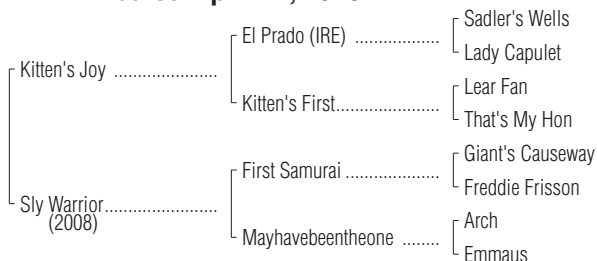 Sadler's Wells
El Prado (IRE) ..................
Lady Capulet
Kitten's Joy ......................
Lear Fan
Kitten's First......................
That's My Hon
Giant's Causeway
First Samurai ....................
Freddie Frisson
Sly Warrior........................
(2008)
Arch
Mayhavebeentheone ........
Emmaus